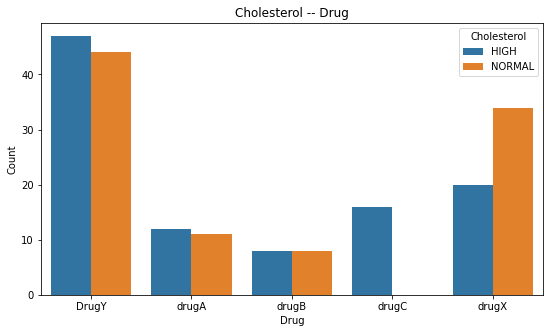 Cholesterol -- Drug
Cholesterol
HIGH
NORMAL
Count
40
30
20
10
0
DrugY drugA drugB drugC drugX
Drug